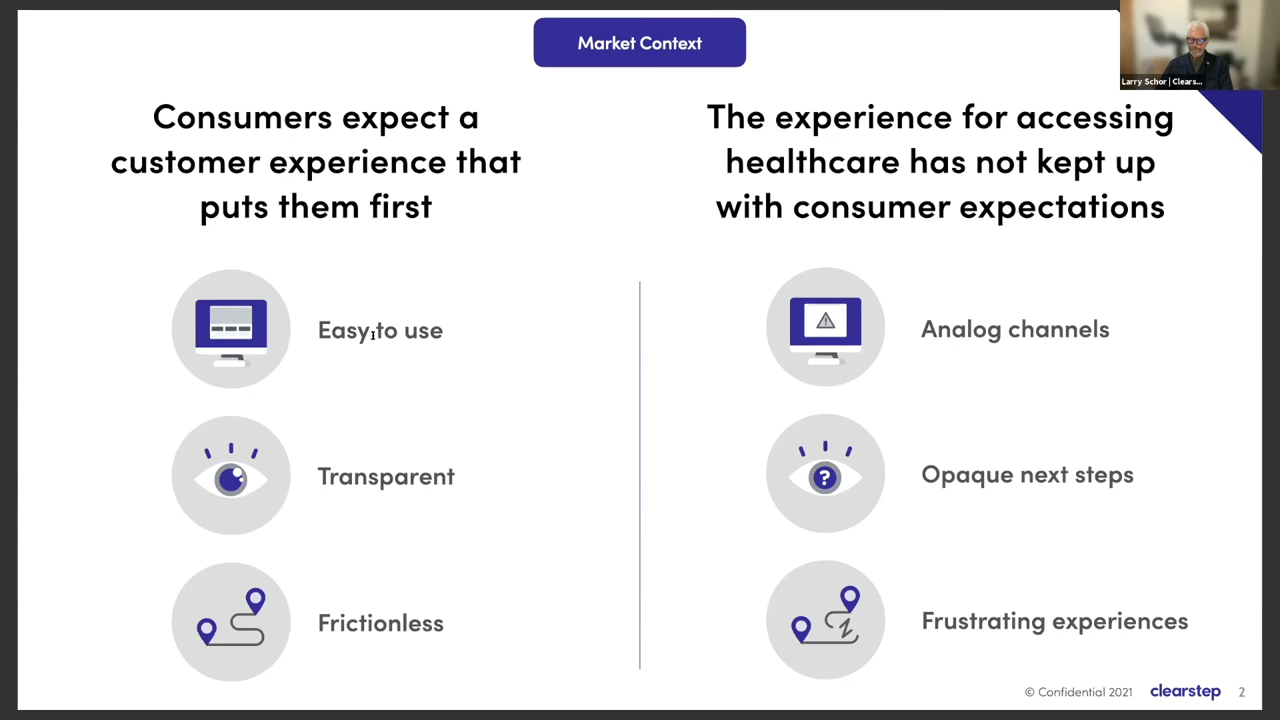 Market Context
Larry Schor | Clears...
Consumers expect a
customer experience that
puts them first
Easy to use
Transparent
Frictionless
The experience for accessing
healthcare has not kept up
with consumer expectations
Analog channels
?
Opaque next steps
Frustrating experiences
© Confidential 2021 clearstep 2